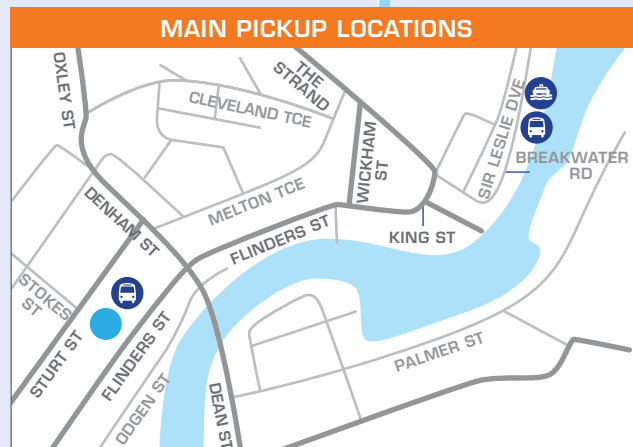 MAIN PICKUP LOCATIONS
OXLEY ST
THE
STRAND
CLEVELAND TCE
SIR LESLIE DVE
WICKHAM
ST
BREAKWATER
RD
MELTON TCE
DENHAM ST
FLINDERS ST
KING ST
STOKES
ST
STURT ST
FLINDERS ST
PALMER ST
ODGEN ST
DEAN ST